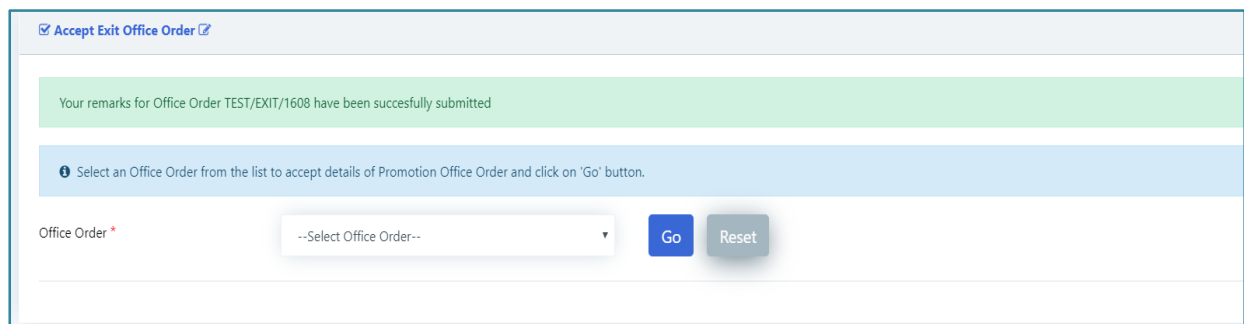 Accept Exit Office Order
Your remarks for Office Order TEST/EXIT/1608 have been succesfully submitted
Select an Office Order from the list to accept details of Promotion Office Order and click on 'Go' button.
Office Order * --Select Office Order-- Go Reset